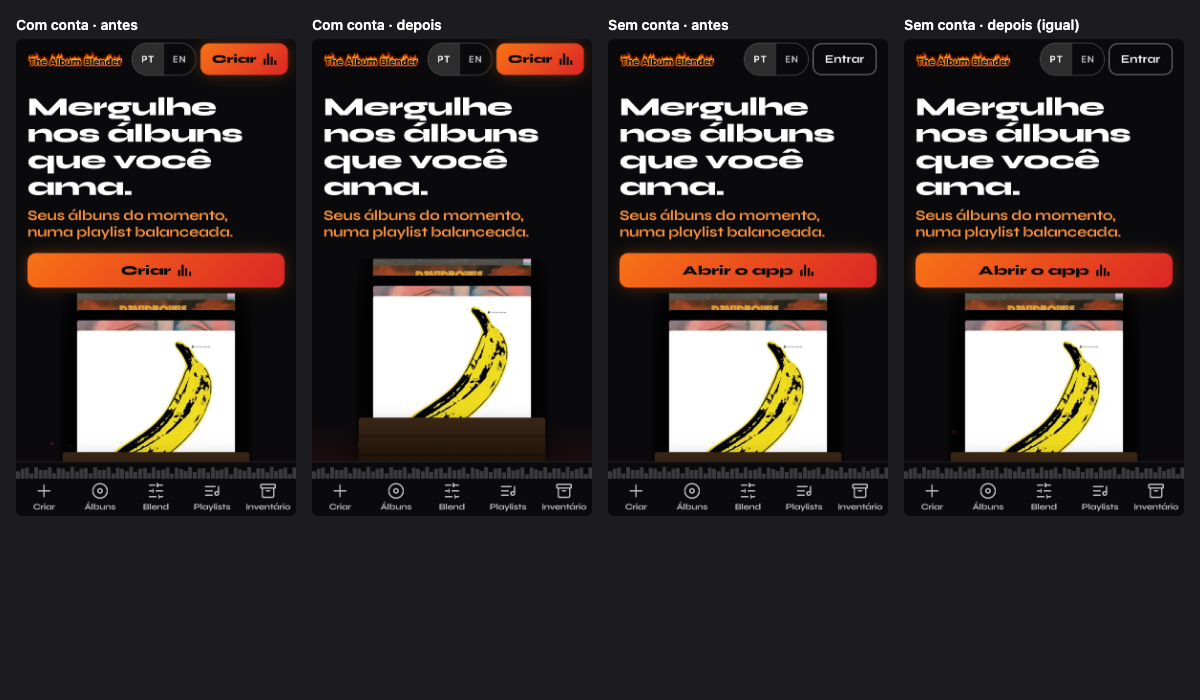 Com conta · antes
The Album Blender
PT EN
Criar
Mergulhe
nos álbuns
que você
ama.
Seus álbuns do momento,
numa playlist balanceada.
Criar
Criar Álbuns Blend Playlists Inventário
Com conta · depois
The Album Blender
PT EN
Criar
Mergulhe
nos álbuns
que você
ama.
Seus álbuns do momento,
numa playlist balanceada.
Criar Álbuns Blend Playlists Inventário
Sem conta · antes
The Album Blender
PT EN
Entrar
Mergulhe
nos álbuns
que você
ama.
Seus álbuns do momento,
numa playlist balanceada.
Abrir o app
Criar Álbuns Blend Playlists Inventário
Sem conta · depois (igual)
The Album Blender
PT EN
Entrar
Mergulhe
nos álbuns
que você
ama.
Seus álbuns do momento,
numa playlist balanceada.
Abrir o app
Criar Álbuns Blend Playlists Inventário